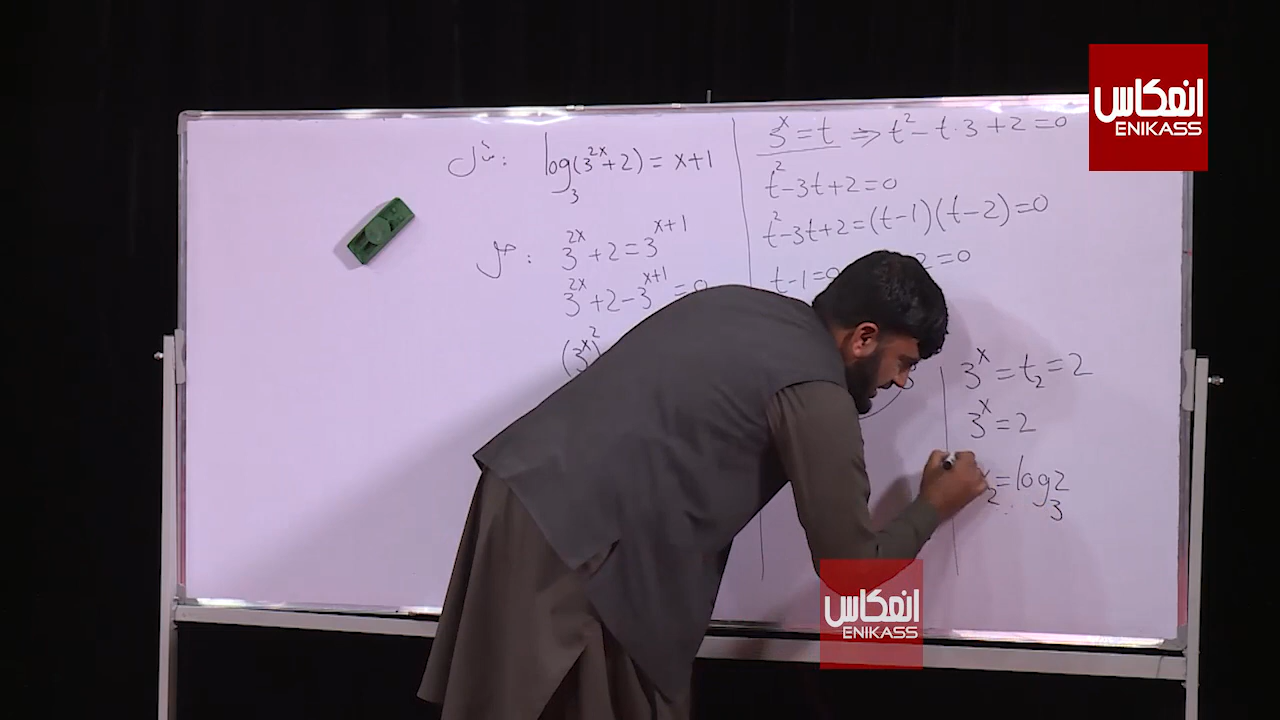 انعکاس
ENIKASS
مثال : log₃(3^2x + 2) = x+1
حل : 3^2x + 2 = 3^x+1
3^2x + 2 - 3^x+1 = 0
(3^x)^2
3^x = t ⇒ t² - t·3 + 2 = 0
t² - 3t + 2 = 0
t² - 3t + 2 = (t-1)(t-2) = 0
t-1=0 2=0
3^x = t₂ = 2
3^x = 2
x₂ = log₃2
انعکاس
ENIKASS